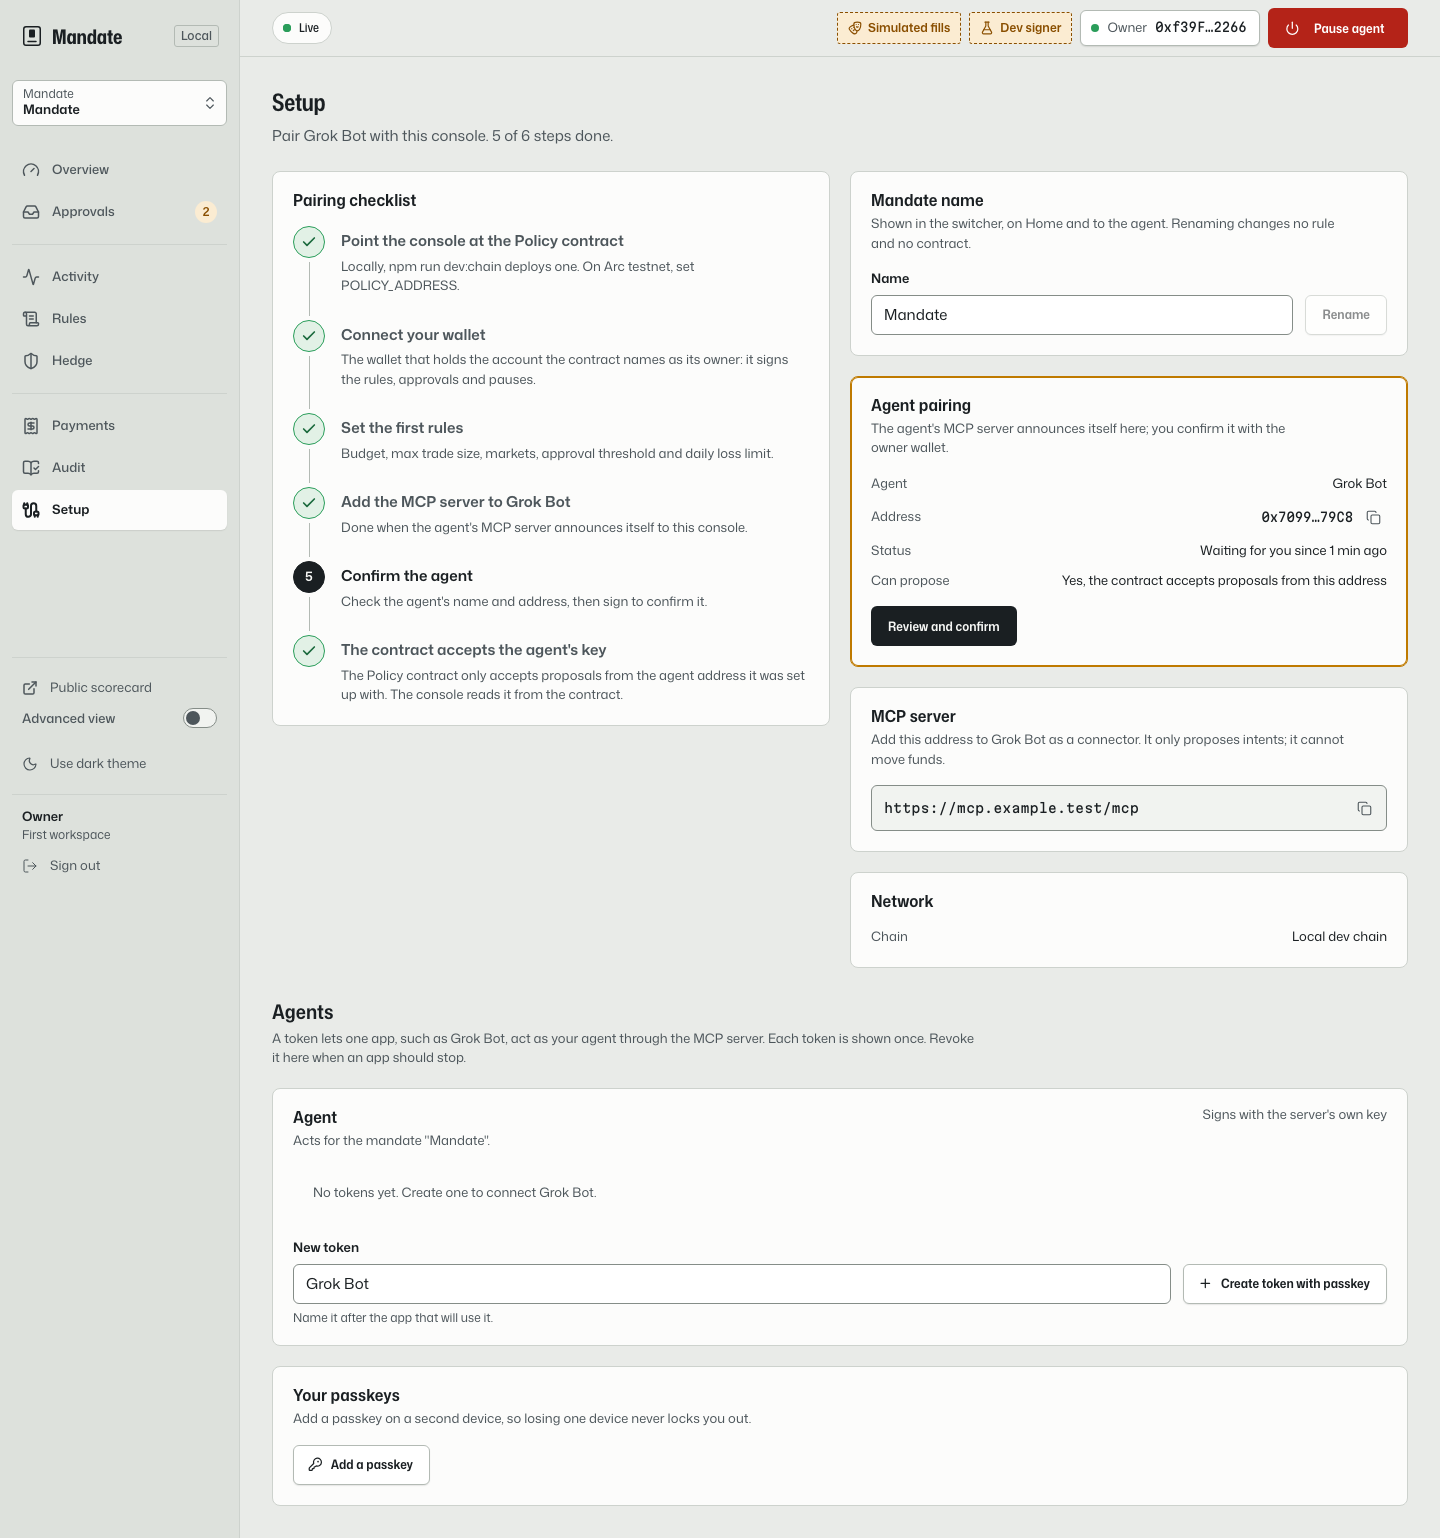 Mandate
Local
Mandate
Mandate
Overview
Approvals
2
Activity
Rules
Hedge
Payments
Audit
Setup
Public scorecard
Advanced view
Use dark theme
Owner
First workspace
Sign out
Live
Simulated fills
Dev signer
Owner 0xf39F…2266
Pause agent
Setup
Pair Grok Bot with this console. 5 of 6 steps done.
Pairing checklist
Point the console at the Policy contract
Locally, npm run dev:chain deploys one. On Arc testnet, set
POLICY_ADDRESS.
Connect your wallet
The wallet that holds the account the contract names as its owner: it signs
the rules, approvals and pauses.
Set the first rules
Budget, max trade size, markets, approval threshold and daily loss limit.
Add the MCP server to Grok Bot
Done when the agent's MCP server announces itself to this console.
5
Confirm the agent
Check the agent's name and address, then sign to confirm it.
The contract accepts the agent's key
The Policy contract only accepts proposals from the agent address it was set
up with. The console reads it from the contract.
Mandate name
Shown in the switcher, on Home and to the agent. Renaming changes no rule
and no contract.
Name
Mandate
Rename
Agent pairing
The agent's MCP server announces itself here; you confirm it with the
owner wallet.
Agent
Grok Bot
Address
0x7099…79C8
Status
Waiting for you since 1 min ago
Can propose
Yes, the contract accepts proposals from this address
Review and confirm
MCP server
Add this address to Grok Bot as a connector. It only proposes intents; it cannot
move funds.
https://mcp.example.test/mcp
Network
Chain
Local dev chain
Agents
A token lets one app, such as Grok Bot, act as your agent through the MCP server. Each token is shown once. Revoke
it here when an app should stop.
Agent
Signs with the server's own key
Acts for the mandate "Mandate".
No tokens yet. Create one to connect Grok Bot.
New token
Grok Bot
Create token with passkey
Name it after the app that will use it.
Your passkeys
Add a passkey on a second device, so losing one device never locks you out.
Add a passkey